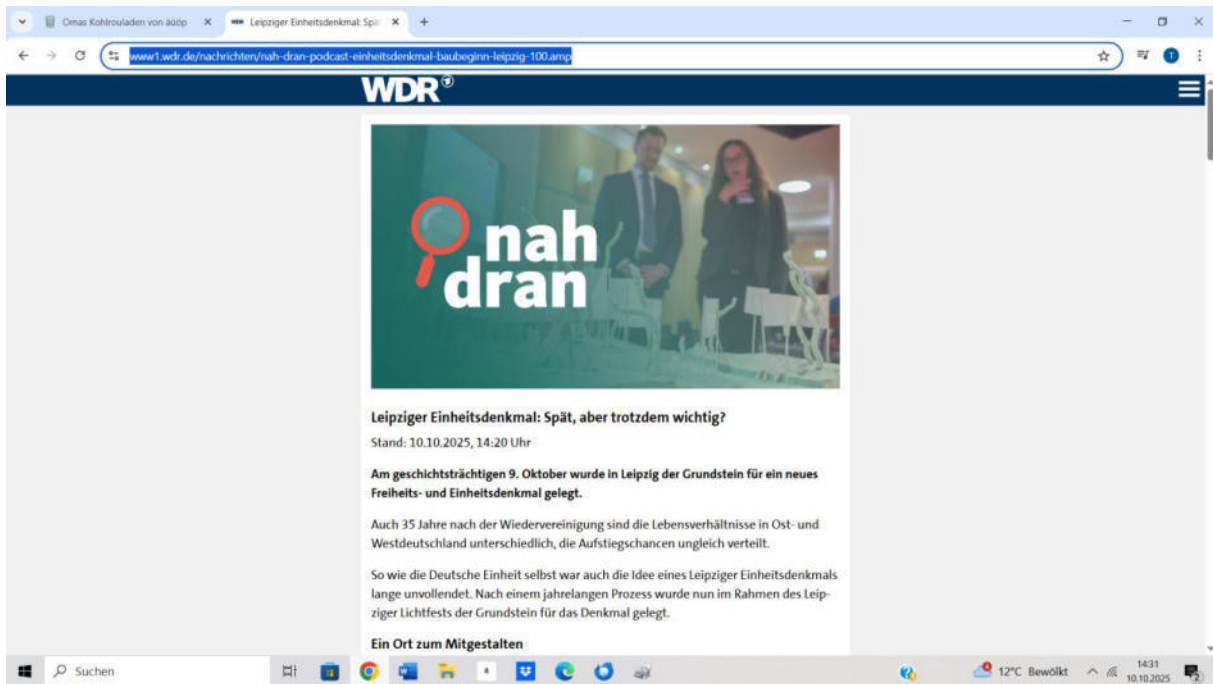 Omas Kohlrouladen von
Leipziger Einheitsdenkmal: Spä
www1.wdr.de/nachrichten/nah-dran-podcast-einheitsdenkmal-baubeginn-leipzig-100.amp
T
WDR
nah
dran
Leipziger Einheitsdenkmal: Spät, aber trotzdem wichtig?
Stand: 10.10.2025, 14:20 Uhr
Am geschichtsträchtigen 9. Oktober wurde in Leipzig der Grundstein für ein neues
Freiheits- und Einheitsdenkmal gelegt.
Auch 35 Jahre nach der Wiedervereinigung sind die Lebensverhältnisse in Ost- und
Westdeutschland unterschiedlich, die Aufstiegschancen ungleich verteilt.
So wie die Deutsche Einheit selbst war auch die Idee eines Leipziger Einheitsdenkmals
lange unvollendet. Nach einem jahrelangen Prozess wurde nun im Rahmen des Leip-
ziger Lichtfests der Grundstein für das Denkmal gelegt.
Ein Ort zum Mitgestalten
Suchen
12°C Bewölkt
14:31
10.10.2025